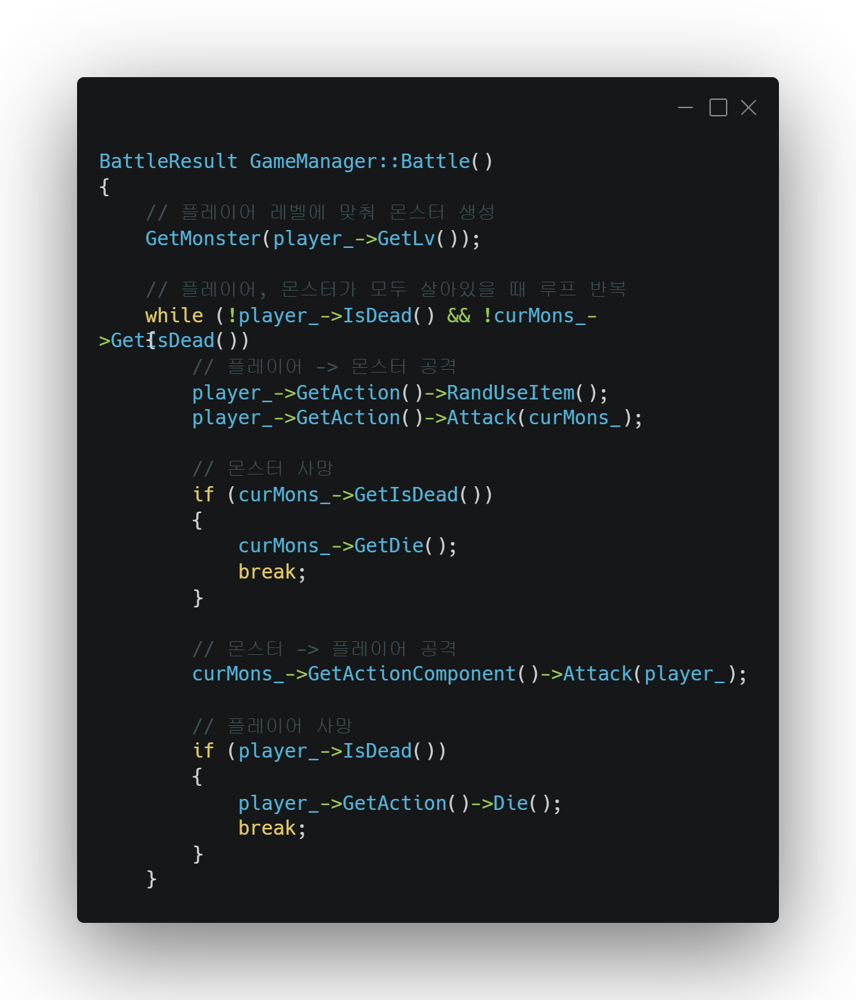 BattleResult GameManager::Battle()
{
    // 플레이어 레벨에 맞춰 몬스터 생성
    GetMonster(player_->GetLv());

    // 플레이어, 몬스터가 모두 살아있을 때 루프 반복
    while (!player_->IsDead() && !curMons_-
>GetIsDead())
    {
        // 플레이어 -> 몬스터 공격
        player_->GetAction()->RandUseItem();
        player_->GetAction()->Attack(curMons_);

        // 몬스터 사망
        if (curMons_->GetIsDead())
        {
            curMons_->GetDie();
            break;
        }

        // 몬스터 -> 플레이어 공격
        curMons_->GetActionComponent()->Attack(player_);

        // 플레이어 사망
        if (player_->IsDead())
        {
            player_->GetAction()->Die();
            break;
        }
    }